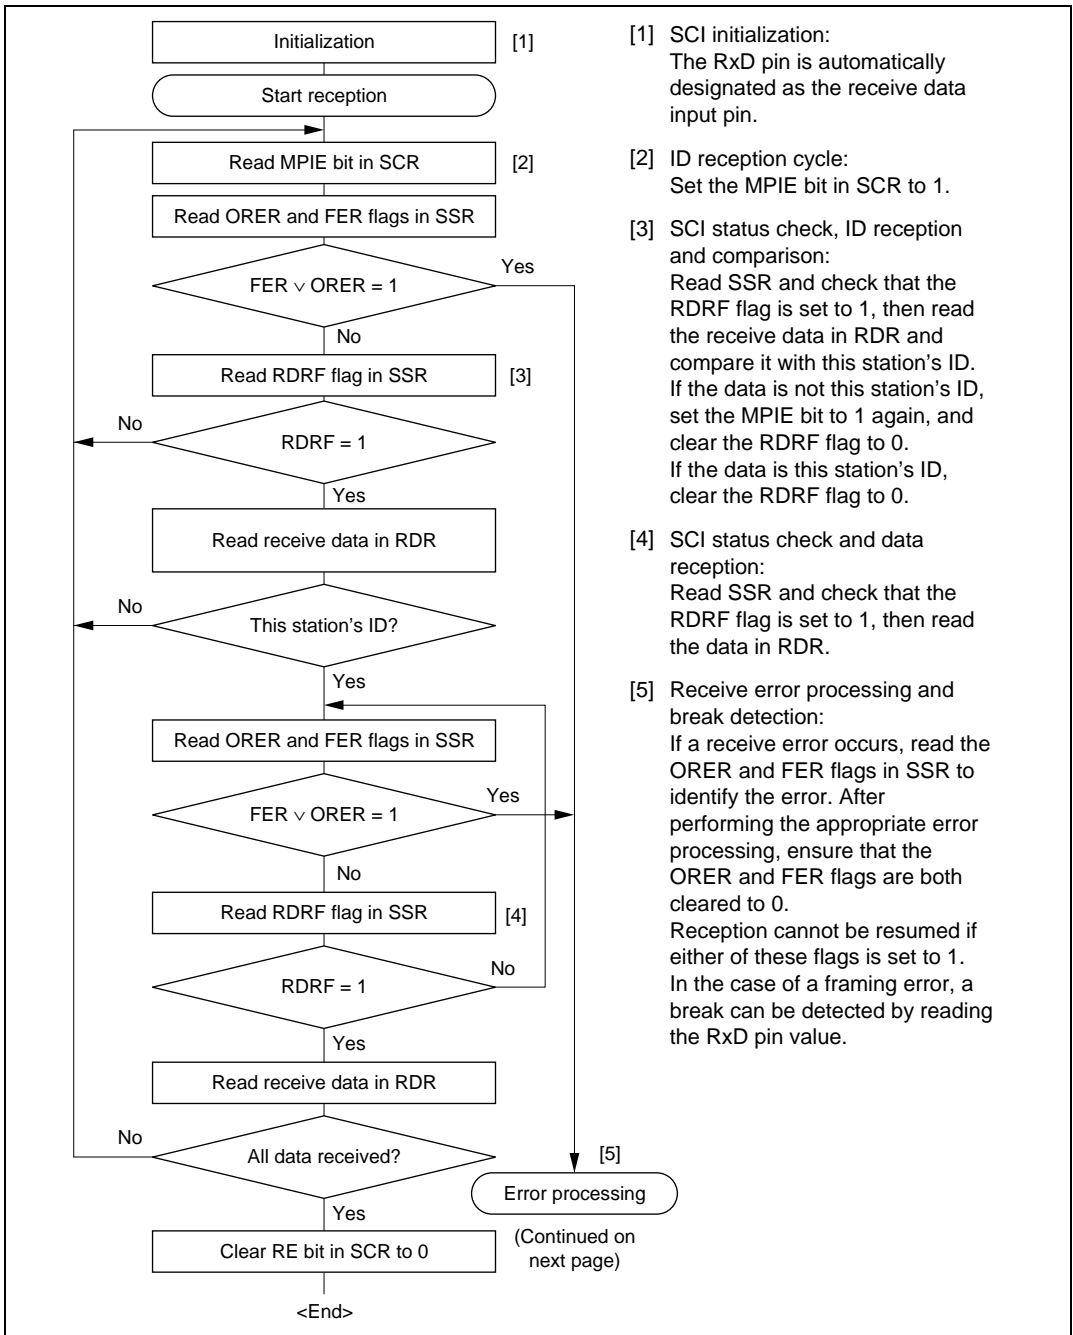 Initialization
[1]
Start reception
Read MPIE bit in SCR
[2]
Read ORER and FER flags in SSR
FER ∨ ORER = 1
Yes
No
Read RDRF flag in SSR
[3]
No
RDRF = 1
Yes
Read receive data in RDR
No
This station's ID?
Yes
Read ORER and FER flags in SSR
FER ∨ ORER = 1
Yes
No
Read RDRF flag in SSR
[4]
RDRF = 1
No
Yes
Read receive data in RDR
No
All data received?
[5]
Error processing
Yes
Clear RE bit in SCR to 0
(Continued on
next page)
<End>
[1] SCI initialization:
The RxD pin is automatically
designated as the receive data
input pin.
[2] ID reception cycle:
Set the MPIE bit in SCR to 1.
[3] SCI status check, ID reception
and comparison:
Read SSR and check that the
RDRF flag is set to 1, then read
the receive data in RDR and
compare it with this station's ID.
If the data is not this station's ID,
set the MPIE bit to 1 again, and
clear the RDRF flag to 0.
If the data is this station's ID,
clear the RDRF flag to 0.
[4] SCI status check and data
reception:
Read SSR and check that the
RDRF flag is set to 1, then read
the data in RDR.
[5] Receive error processing and
break detection:
If a receive error occurs, read the
ORER and FER flags in SSR to
identify the error. After
performing the appropriate error
processing, ensure that the
ORER and FER flags are both
cleared to 0.
Reception cannot be resumed if
either of these flags is set to 1.
In the case of a framing error, a
break can be detected by reading
the RxD pin value.